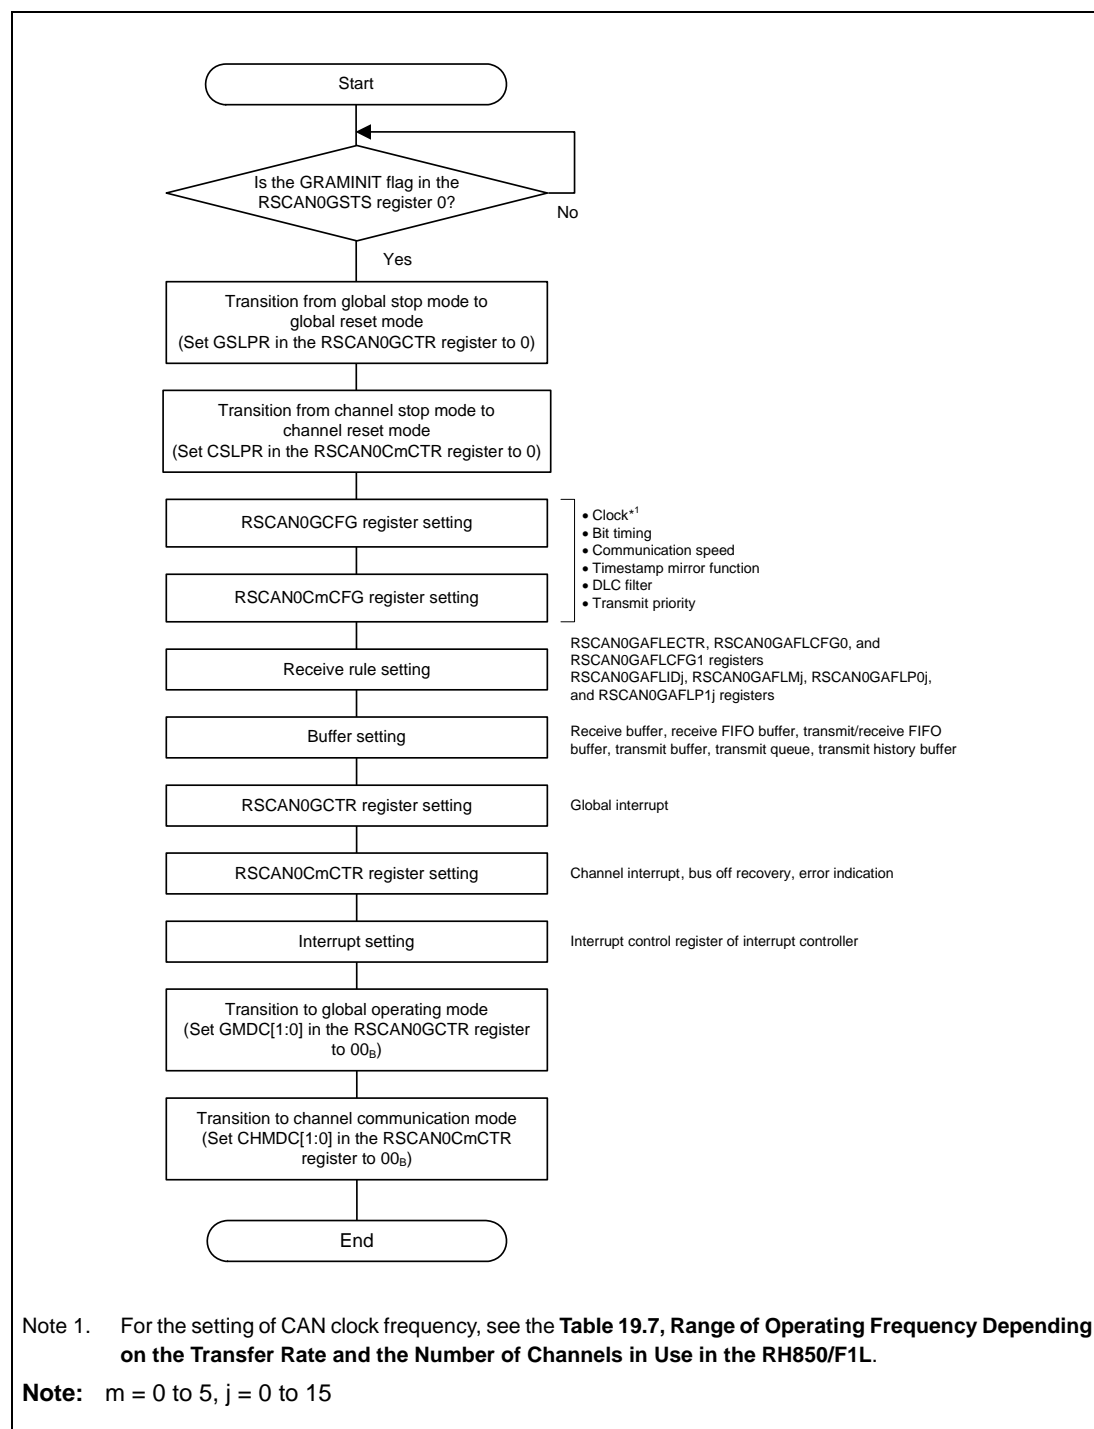 Start
Is the GRAMINIT flag in the
RSCAN0GSTS register 0?
No
Yes
Transition from global stop mode to
global reset mode
(Set GSLPR in the RSCAN0GCTR register to 0)
Transition from channel stop mode to
channel reset mode
(Set CSLPR in the RSCAN0CmCTR register to 0)
RSCAN0GCFG register setting
RSCAN0CmCFG register setting
• Clock*1
• Bit timing
• Communication speed
• Timestamp mirror function
• DLC filter
• Transmit priority
Receive rule setting
RSCAN0GAFLECTR, RSCAN0GAFLCFG0, and
RSCAN0GAFLCFG1 registers
RSCAN0GAFLIDj, RSCAN0GAFLMj, RSCAN0GAFLP0j,
and RSCAN0GAFLP1j registers
Buffer setting
Receive buffer, receive FIFO buffer, transmit/receive FIFO
buffer, transmit buffer, transmit queue, transmit history buffer
RSCAN0GCTR register setting
Global interrupt
RSCAN0CmCTR register setting
Channel interrupt, bus off recovery, error indication
Interrupt setting
Interrupt control register of interrupt controller
Transition to global operating mode
(Set GMDC[1:0] in the RSCAN0GCTR register
to 00B)
Transition to channel communication mode
(Set CHMDC[1:0] in the RSCAN0CmCTR
register to 00B)
End
Note 1. For the setting of CAN clock frequency, see the Table 19.7, Range of Operating Frequency Depending
on the Transfer Rate and the Number of Channels in Use in the RH850/F1L.
Note: m = 0 to 5, j = 0 to 15